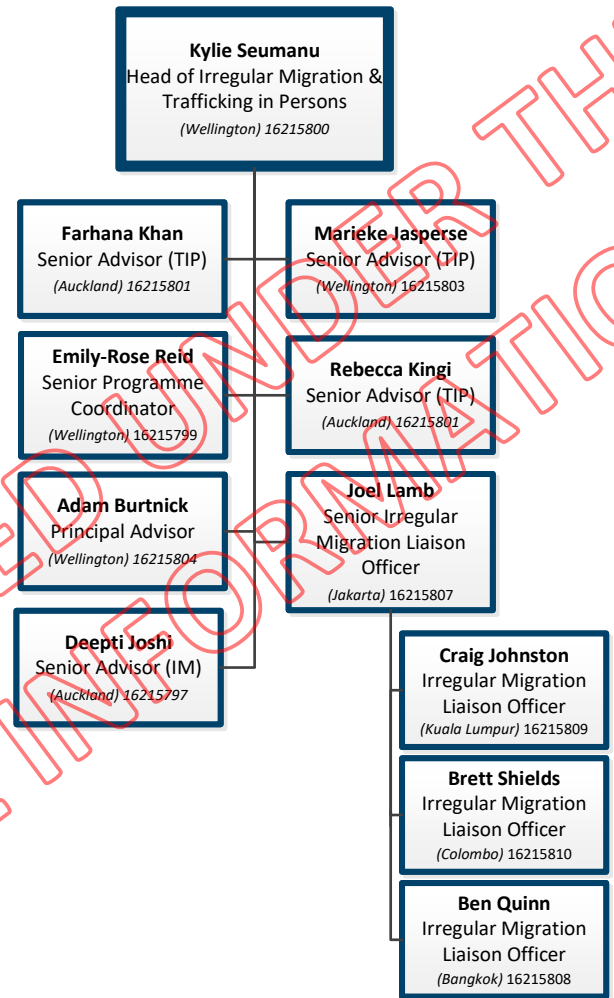 Kylie Seumanu
Head of Irregular Migration &
Trafficking in Persons
(Wellington) 16215800
Farhana Khan
Senior Advisor (TIP)
(Auckland) 16215801
Marieke Jasperse
Senior Advisor (TIP)
(Wellington) 16215803
Emily-Rose Reid
Senior Programme
Coordinator
(Wellington) 16215799
Rebecca Kingi
Senior Advisor (TIP)
(Auckland) 16215801
Adam Burtnick
Principal Advisor
(Wellington) 16215804
Joel Lamb
Senior Irregular
Migration Liaison
Officer
(Jakarta) 16215807
Deepti Joshi
Senior Advisor (IM)
(Auckland) 16215797
Craig Johnston
Irregular Migration
Liaison Officer
(Kuala Lumpur) 16215809
Brett Shields
Irregular Migration
Liaison Officer
(Colombo) 16215810
Ben Quinn
Irregular Migration
Liaison Officer
(Bangkok) 16215808
UNDER